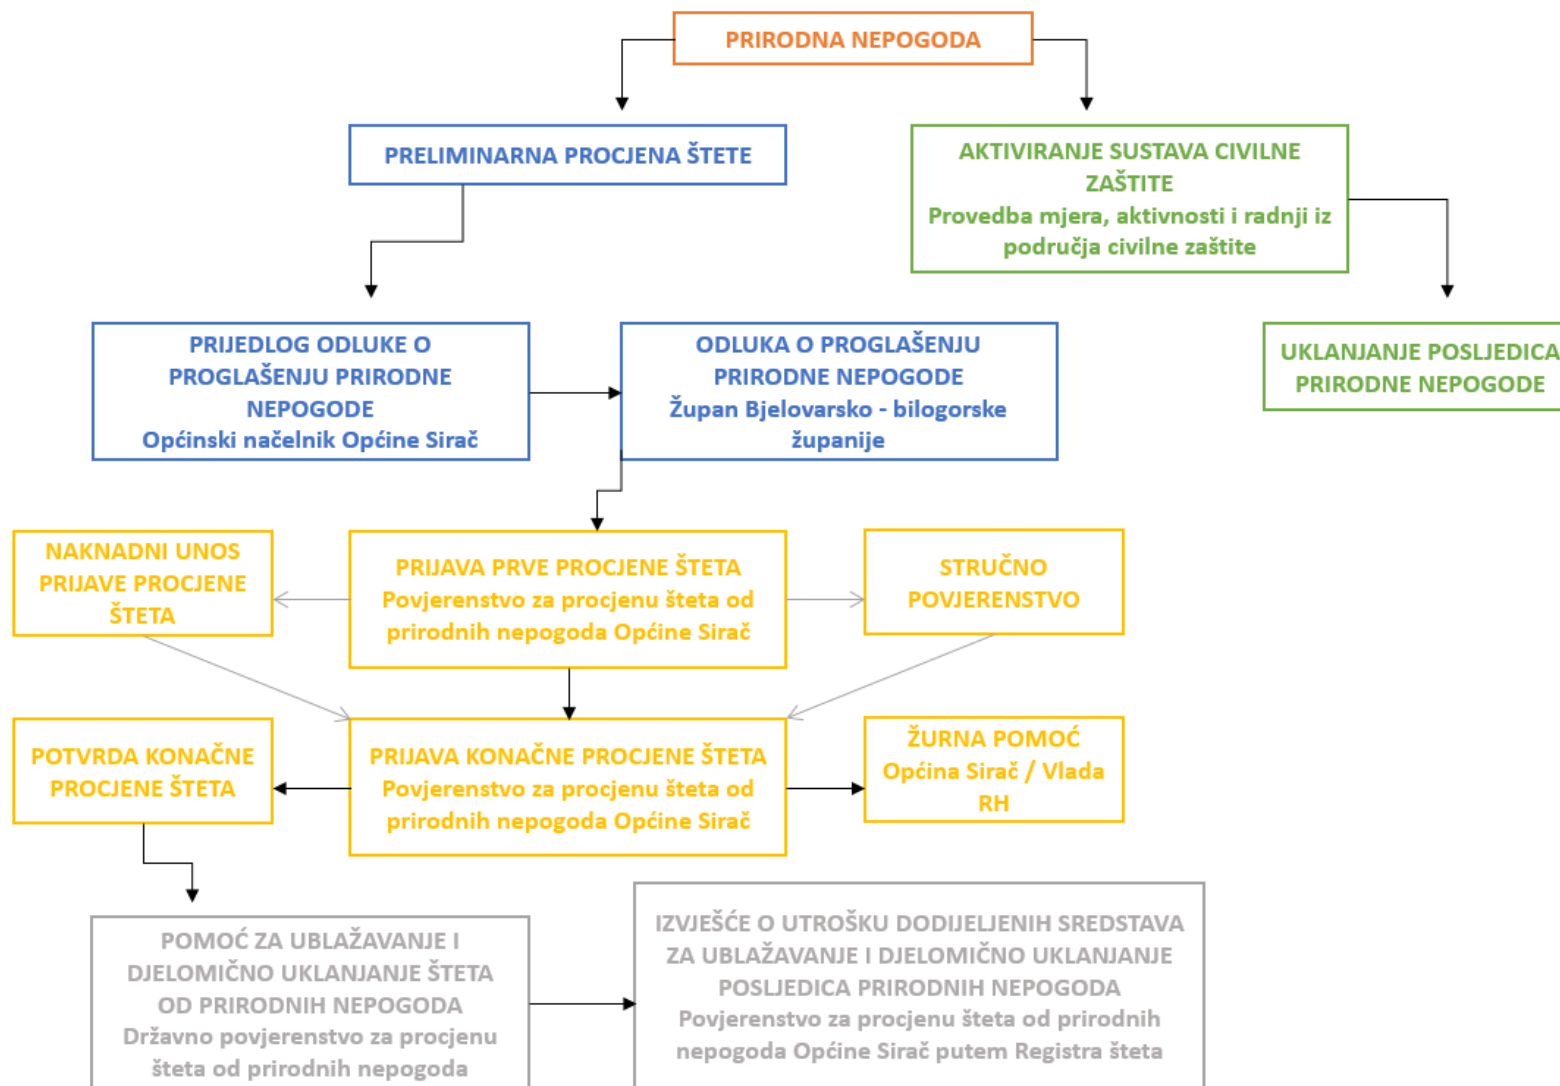 PRIRODNA NEPOGODA
PRELIMINARNA PROCJENA ŠTETE
AKTIVIRANJE SUSTAVA CIVILNE
ZAŠTITE
Provedba mjera, aktivnosti i radnji iz
područja civilne zaštite
PRIJEDLOG ODLUKE O
PROGLAŠENJU PRIRODNE
NEPOGODE
Općinski načelnik Općine Sirač
ODLUKA O PROGLAŠENJU
PRIRODNE NEPOGODE
Župan Bjelovarsko - bilogorske
županije
UKLANJANJE POSLJEDICA
PRIRODNE NEPOGODE
NAKNADNI UNOS
PRIJAVE PROCJENE
ŠTETA
PRIJAVA PRVE PROCJENE ŠTETA
Povjerenstvo za procjenu šteta od
prirodnih nepogoda Općine Sirač
STRUČNO
POVJERENSTVO
POTVRDA KONAČNE
PROCJENE ŠTETA
PRIJAVA KONAČNE PROCJENE ŠTETA
Povjerenstvo za procjenu šteta od
prirodnih nepogoda Općine Sirač
ŽURNA POMOĆ
Općina Sirač / Vlada
RH
POMOĆ ZA UBLAŽAVANJE I
DJELOMIČNO UKLANJANJE ŠTETA
OD PRIRODNIH NEPOGODA
Državno povjerenstvo za procjenu
šteta od prirodnih nepogoda
IZVJEŠĆE O UTROŠKU DODIJELJENIH SREDSTAVA
ZA UBLAŽAVANJE I DJELOMIČNO UKLANJANJE
POSLJEDICA PRIRODNIH NEPOGODA
Povjerenstvo za procjenu šteta od prirodnih
nepogoda Općine Sirač putem Registra šteta